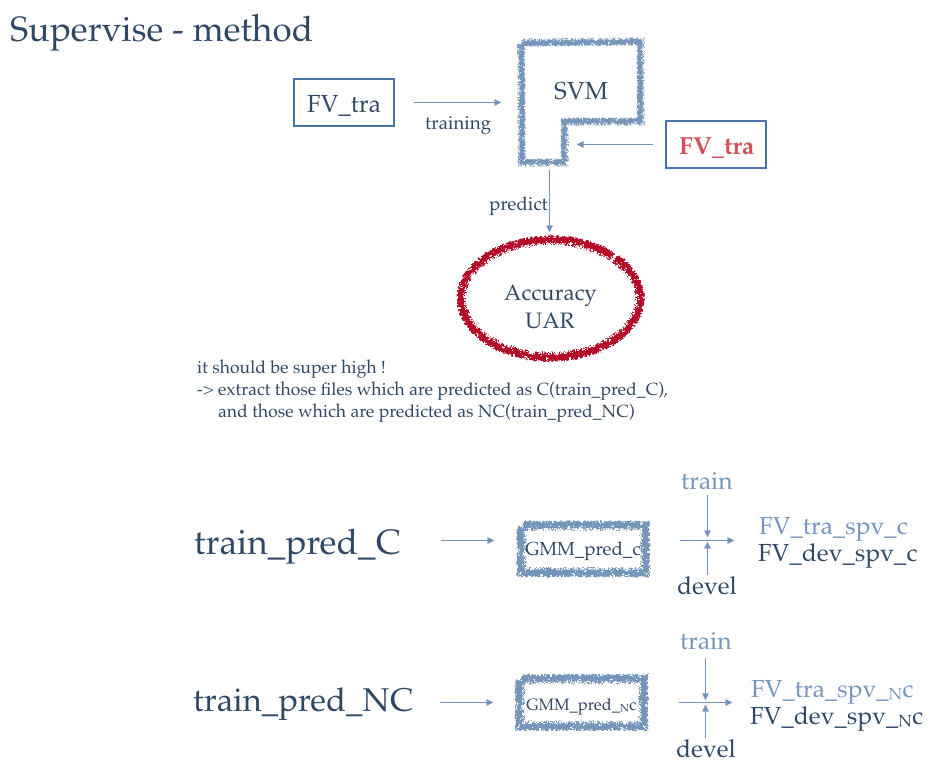 Supervise - method
SVM
FV_tra
training
FV_tra
predict
Accuracy
UAR
it should be super high !
-> extract those files which are predicted as C(train_pred_C),
and those which are predicted as NC(train_pred_NC)
train
train_pred_C
GMM_pred_c
FV_tra_spv_c
FV_dev_spv_c
devel
train
train_pred_NC
GMM_pred_Nc
FV_tra_spv_Nc
FV_dev_spv_Nc
devel